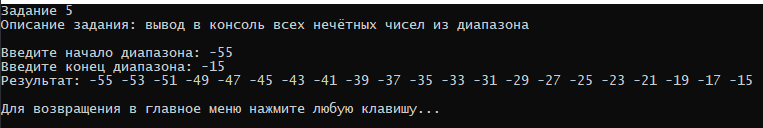 Задание 5
Описание задания: вывод в консоль всех нечётных чисел из диапазона
Введите начало диапазона: -55
Введите конец диапазона: -15
Результат: -55 -53 -51 -49 -47 -45 -43 -41 -39 -37 -35 -33 -31 -29 -27 -25 -23 -21 -19 -17 -15
Для возвращения в главное меню нажмите любую клавишу...